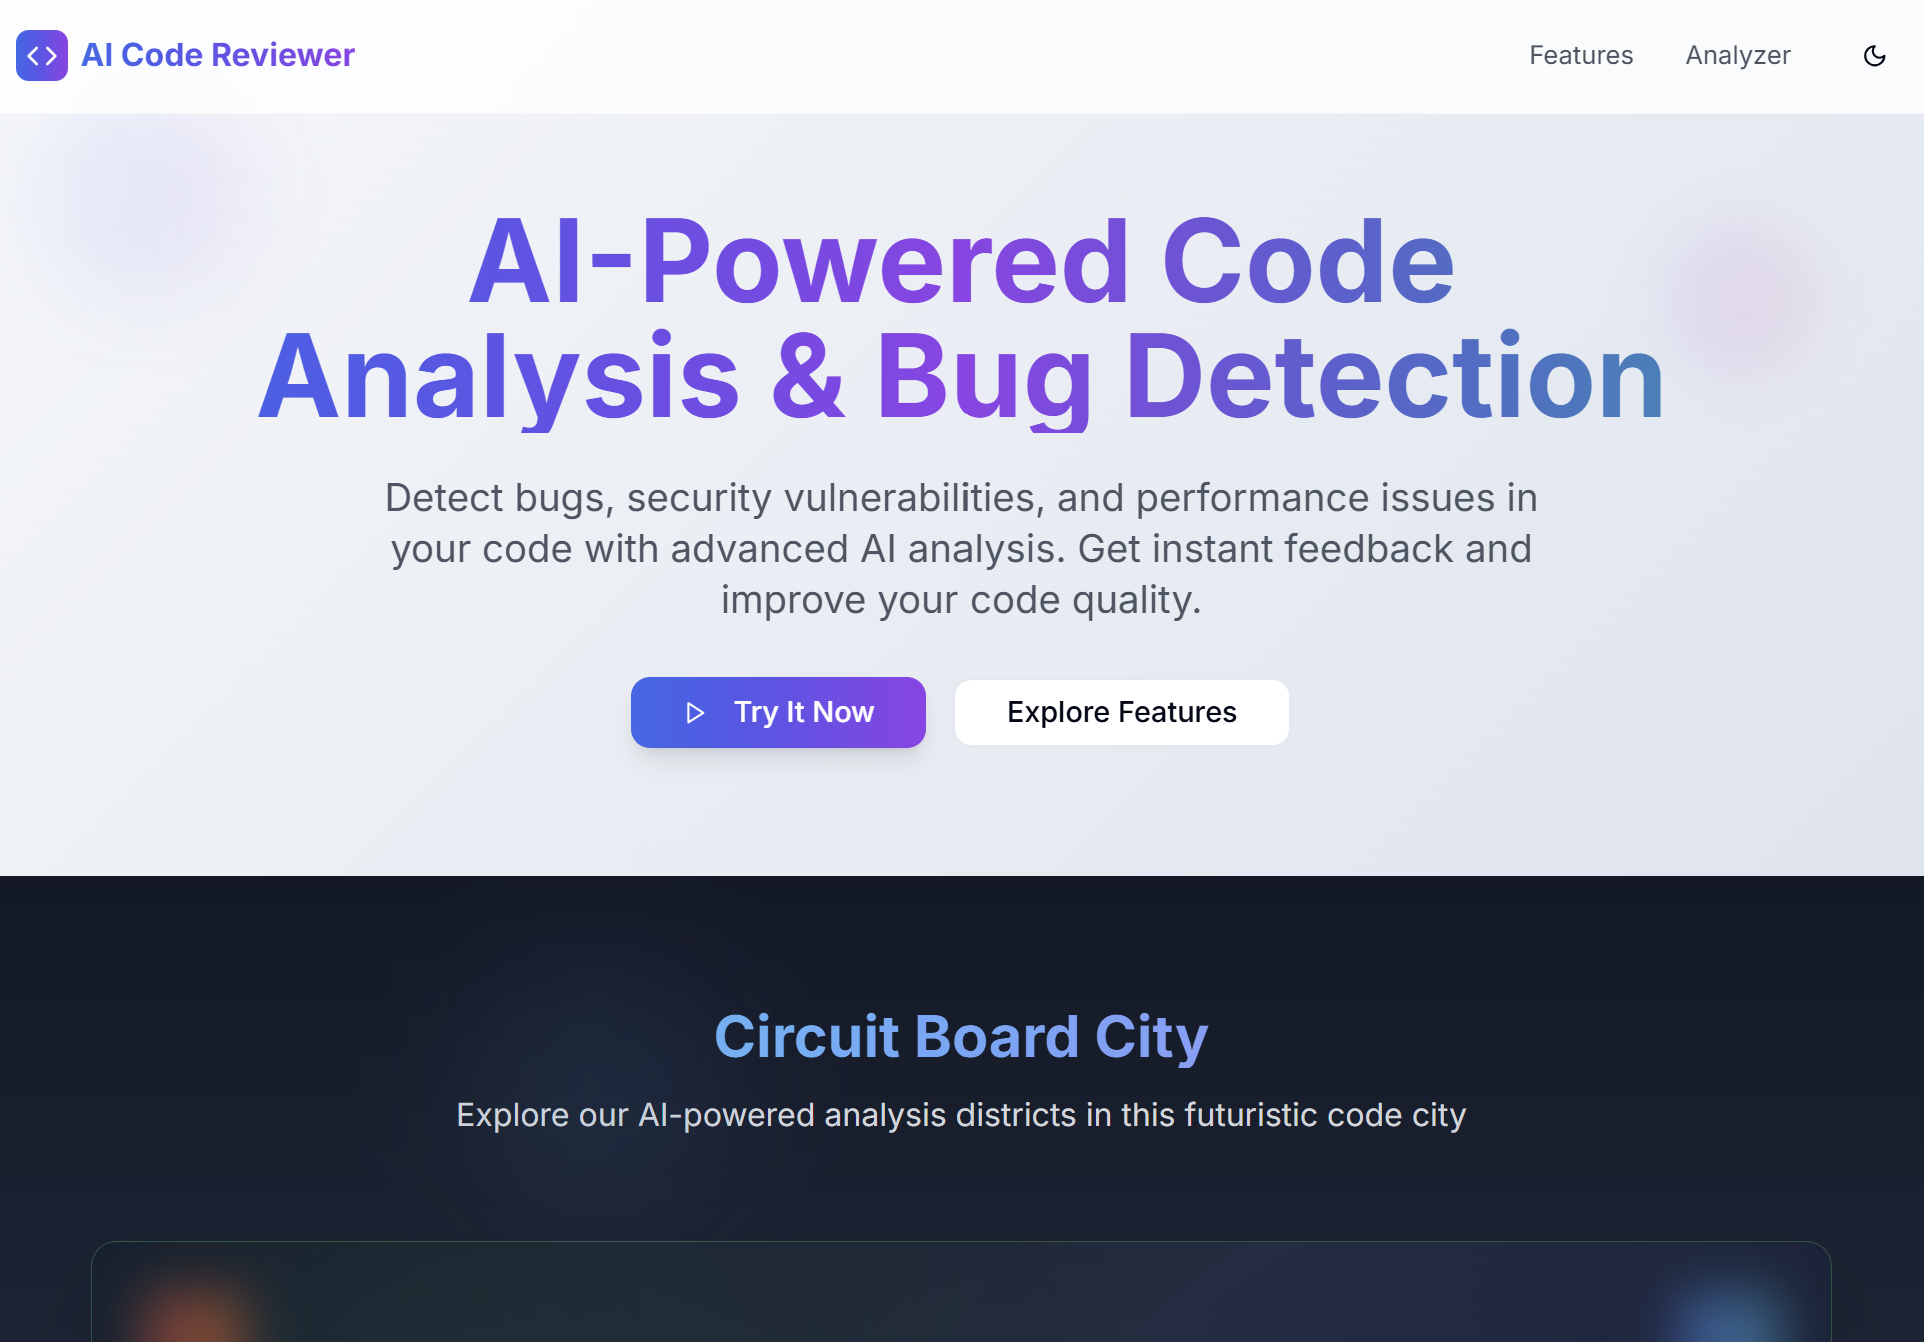 AI Code Reviewer
Features
Analyzer
AI-Powered Code
Analysis & Bug Detection
Detect bugs, security vulnerabilities, and performance issues in
your code with advanced AI analysis. Get instant feedback and
improve your code quality.
Try It Now
Explore Features
Circuit Board City
Explore our AI-powered analysis districts in this futuristic code city